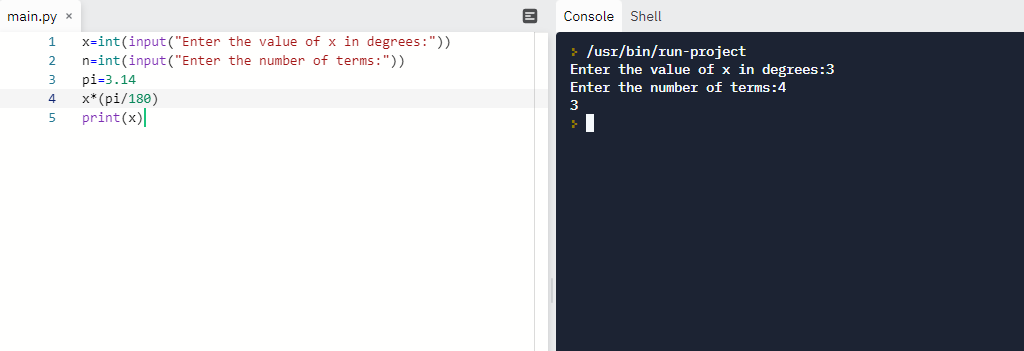 main.py ×
1 x=int(input("Enter the value of x in degrees:"))
2 n=int(input("Enter the number of terms:"))
3 pi=3.14
4 x*(pi/180)
5 print(x)
Console Shell
/usr/bin/run-project
Enter the value of x in degrees:3
Enter the number of terms:4
3